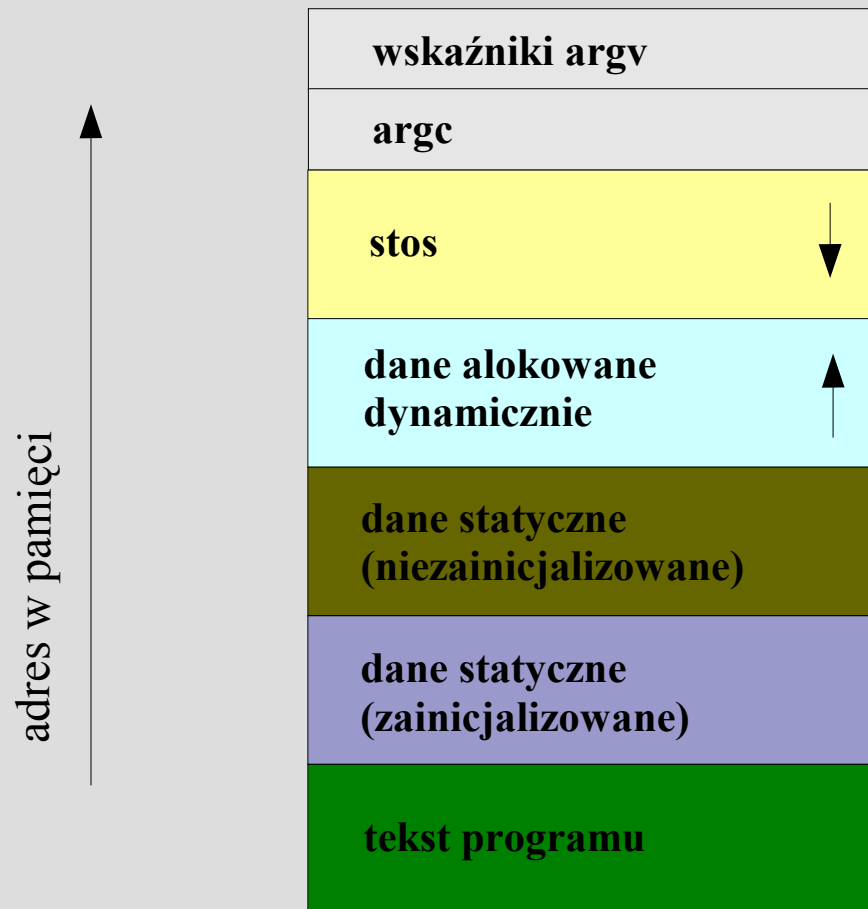 wskaźniki argv
argc
stos
dane alokowane
dynamicznie
dane statyczne
(niezainicjalizowane)
dane statyczne
(zainicjalizowane)
tekst programu
adres w pamięci